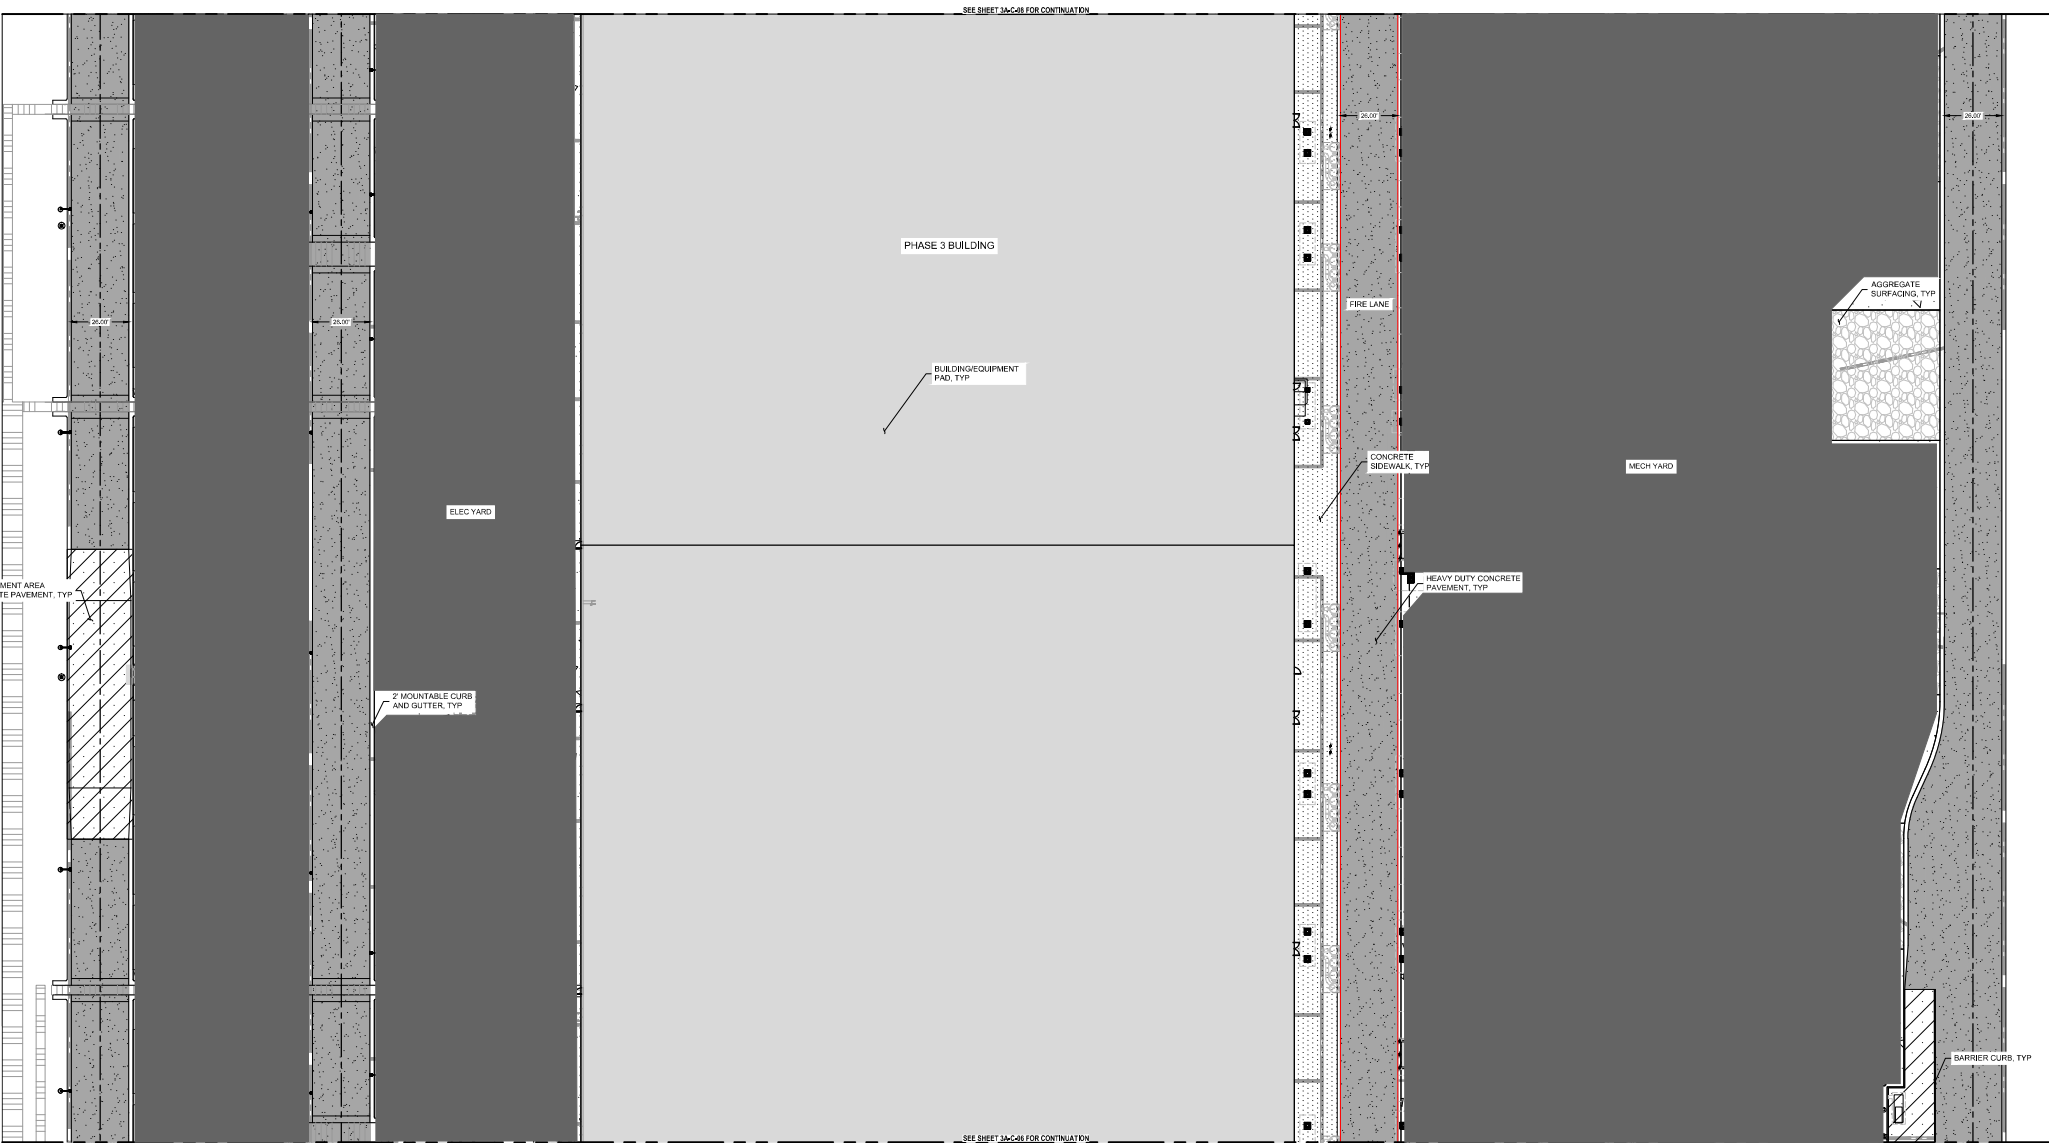 SEE SHEET 3A-C-08 FOR CONTINUATION
26.00'
26.00'
PHASE 3 BUILDING
AGGREGATE
SURFACING, TYP
FIRE LANE
26.00'
26.00'
BUILDING/EQUIPMENT
PAD, TYP
CONCRETE
SIDEWALK, TYP
MECH YARD
ELEC YARD
HEAVY DUTY CONCRETE
PAVEMENT, TYP
MENT AREA
TE PAVEMENT, TYP
2' MOUNTABLE CURB
AND GUTTER, TYP
BARRIER CURB, TYP
SEE SHEET 3A-C-06 FOR CONTINUATION